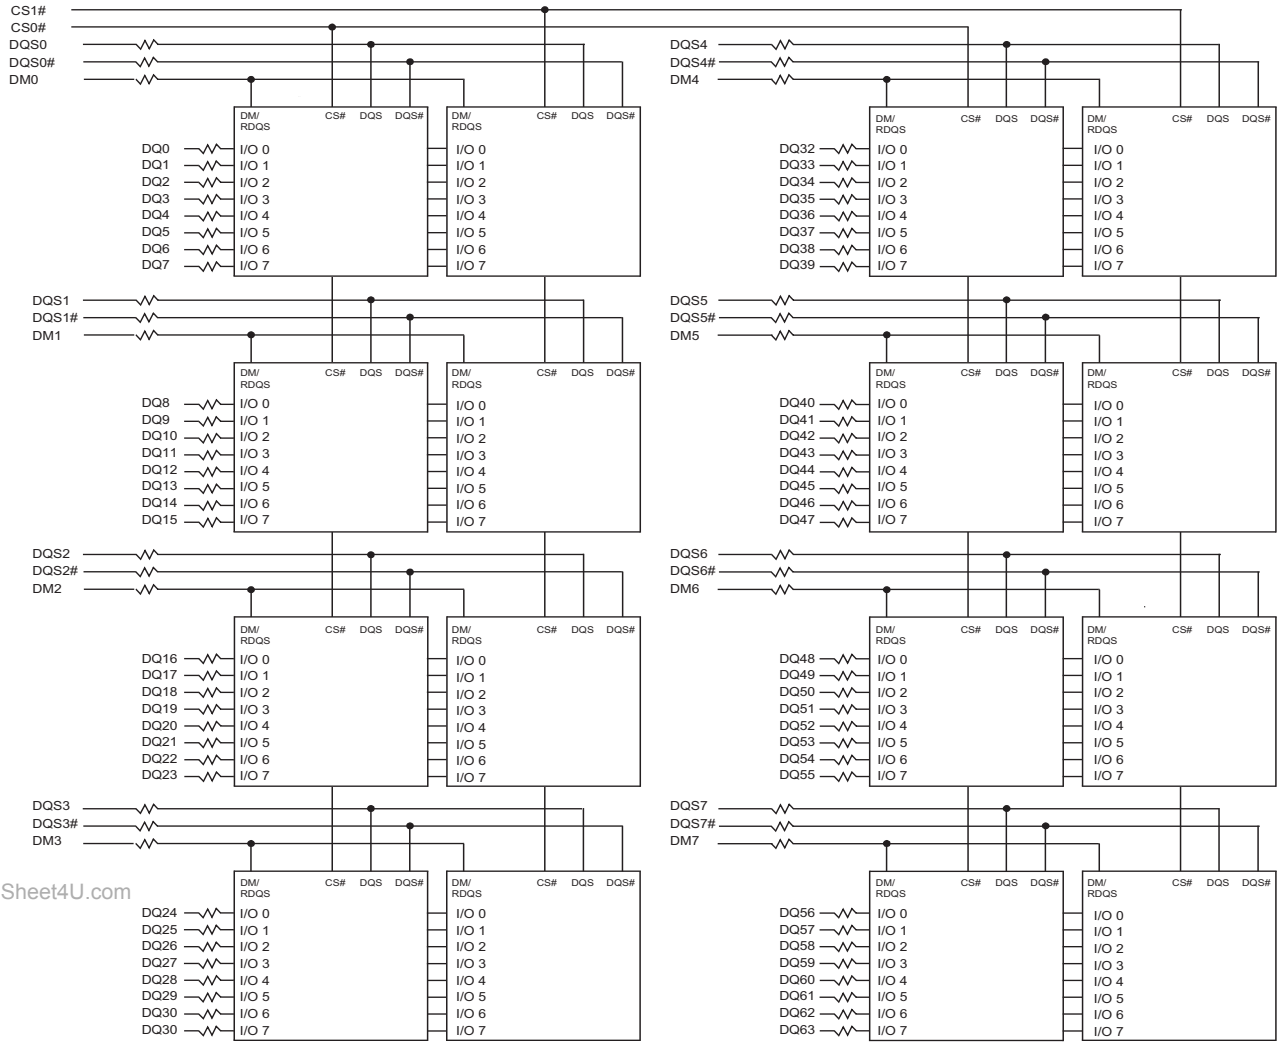 CS1#
CS0#
DQS0
DQS0#
DM0
DQS4
DQS4#
DM4
DM/ RDQS CS# DQS DQS#
DM/ RDQS CS# DQS DQS#
DM/ RDQS CS# DQS DQS#
DM/ RDQS CS# DQS DQS#
DQ0 I/O 0 I/O 0 DQ32 I/O 0 I/O 0
DQ1 I/O 1 I/O 1 DQ33 I/O 1 I/O 1
DQ2 I/O 2 I/O 2 DQ34 I/O 2 I/O 2
DQ3 I/O 3 I/O 3 DQ35 I/O 3 I/O 3
DQ4 I/O 4 I/O 4 DQ36 I/O 4 I/O 4
DQ5 I/O 5 I/O 5 DQ37 I/O 5 I/O 5
DQ6 I/O 6 I/O 6 DQ38 I/O 6 I/O 6
DQ7 I/O 7 I/O 7 DQ39 I/O 7 I/O 7
DQS1 DQS5
DQS1# DQS5#
DM1 DM5
DM/ RDQS CS# DQS DQS#
DM/ RDQS CS# DQS DQS#
DM/ RDQS CS# DQS DQS#
DM/ RDQS CS# DQS DQS#
DQ8 I/O 0 I/O 0 DQ40 I/O 0 I/O 0
DQ9 I/O 1 I/O 1 DQ41 I/O 1 I/O 1
DQ10 I/O 2 I/O 2 DQ42 I/O 2 I/O 2
DQ11 I/O 3 I/O 3 DQ43 I/O 3 I/O 3
DQ12 I/O 4 I/O 4 DQ44 I/O 4 I/O 4
DQ13 I/O 5 I/O 5 DQ45 I/O 5 I/O 5
DQ14 I/O 6 I/O 6 DQ46 I/O 6 I/O 6
DQ15 I/O 7 I/O 7 DQ47 I/O 7 I/O 7
DQS2 DQS6
DQS2# DQS6#
DM2 DM6
DM/ RDQS CS# DQS DQS#
DM/ RDQS CS# DQS DQS#
DM/ RDQS CS# DQS DQS#
DM/ RDQS CS# DQS DQS#
DQ16 I/O 0 I/O 0 DQ48 I/O 0 I/O 0
DQ17 I/O 1 I/O 1 DQ49 I/O 1 I/O 1
DQ18 I/O 2 I/O 2 DQ50 I/O 2 I/O 2
DQ19 I/O 3 I/O 3 DQ51 I/O 3 I/O 3
DQ20 I/O 4 I/O 4 DQ52 I/O 4 I/O 4
DQ21 I/O 5 I/O 5 DQ53 I/O 5 I/O 5
DQ22 I/O 6 I/O 6 DQ54 I/O 6 I/O 6
DQ23 I/O 7 I/O 7 DQ55 I/O 7 I/O 7
DQS3 DQS7
DQS3# DQS7#
DM3 DM7
DM/ RDQS CS# DQS DQS#
DM/ RDQS CS# DQS DQS#
DM/ RDQS CS# DQS DQS#
DM/ RDQS CS# DQS DQS#
Sheet4U.com
DQ24 I/O 0 I/O 0 DQ56 I/O 0 I/O 0
DQ25 I/O 1 I/O 1 DQ57 I/O 1 I/O 1
DQ26 I/O 2 I/O 2 DQ58 I/O 2 I/O 2
DQ27 I/O 3 I/O 3 DQ59 I/O 3 I/O 3
DQ28 I/O 4 I/O 4 DQ60 I/O 4 I/O 4
DQ29 I/O 5 I/O 5 DQ61 I/O 5 I/O 5
DQ30 I/O 6 I/O 6 DQ62 I/O 6 I/O 6
DQ30 I/O 7 I/O 7 DQ63 I/O 7 I/O 7